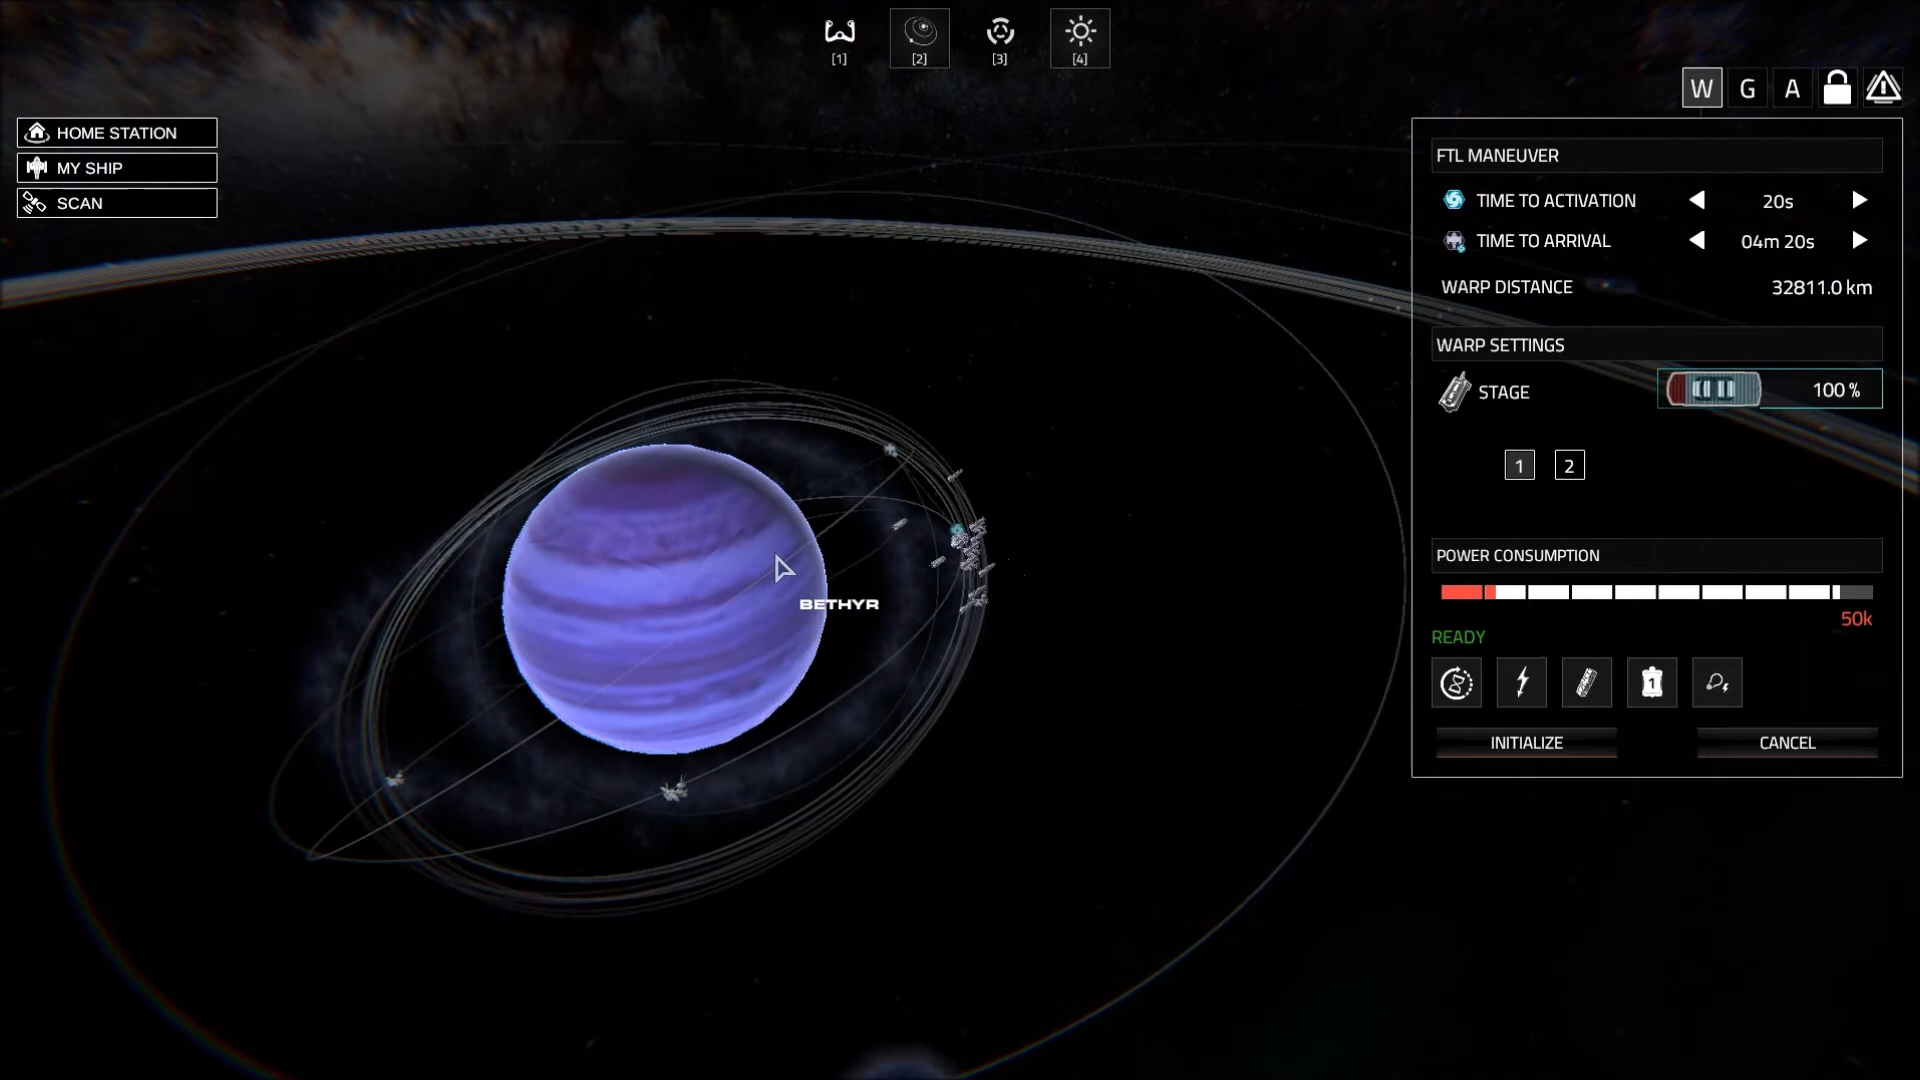 [1]
[2]
[3]
[4]
W
G
A
HOME STATION
MY SHIP
SCAN
FTL MANEUVER
TIME TO ACTIVATION
20s
TIME TO ARRIVAL
04m 20s
WARP DISTANCE
32811.0 km
WARP SETTINGS
STAGE
100 %
1
2
BETHYR
POWER CONSUMPTION
50k
READY
1
INITIALIZE
CANCEL